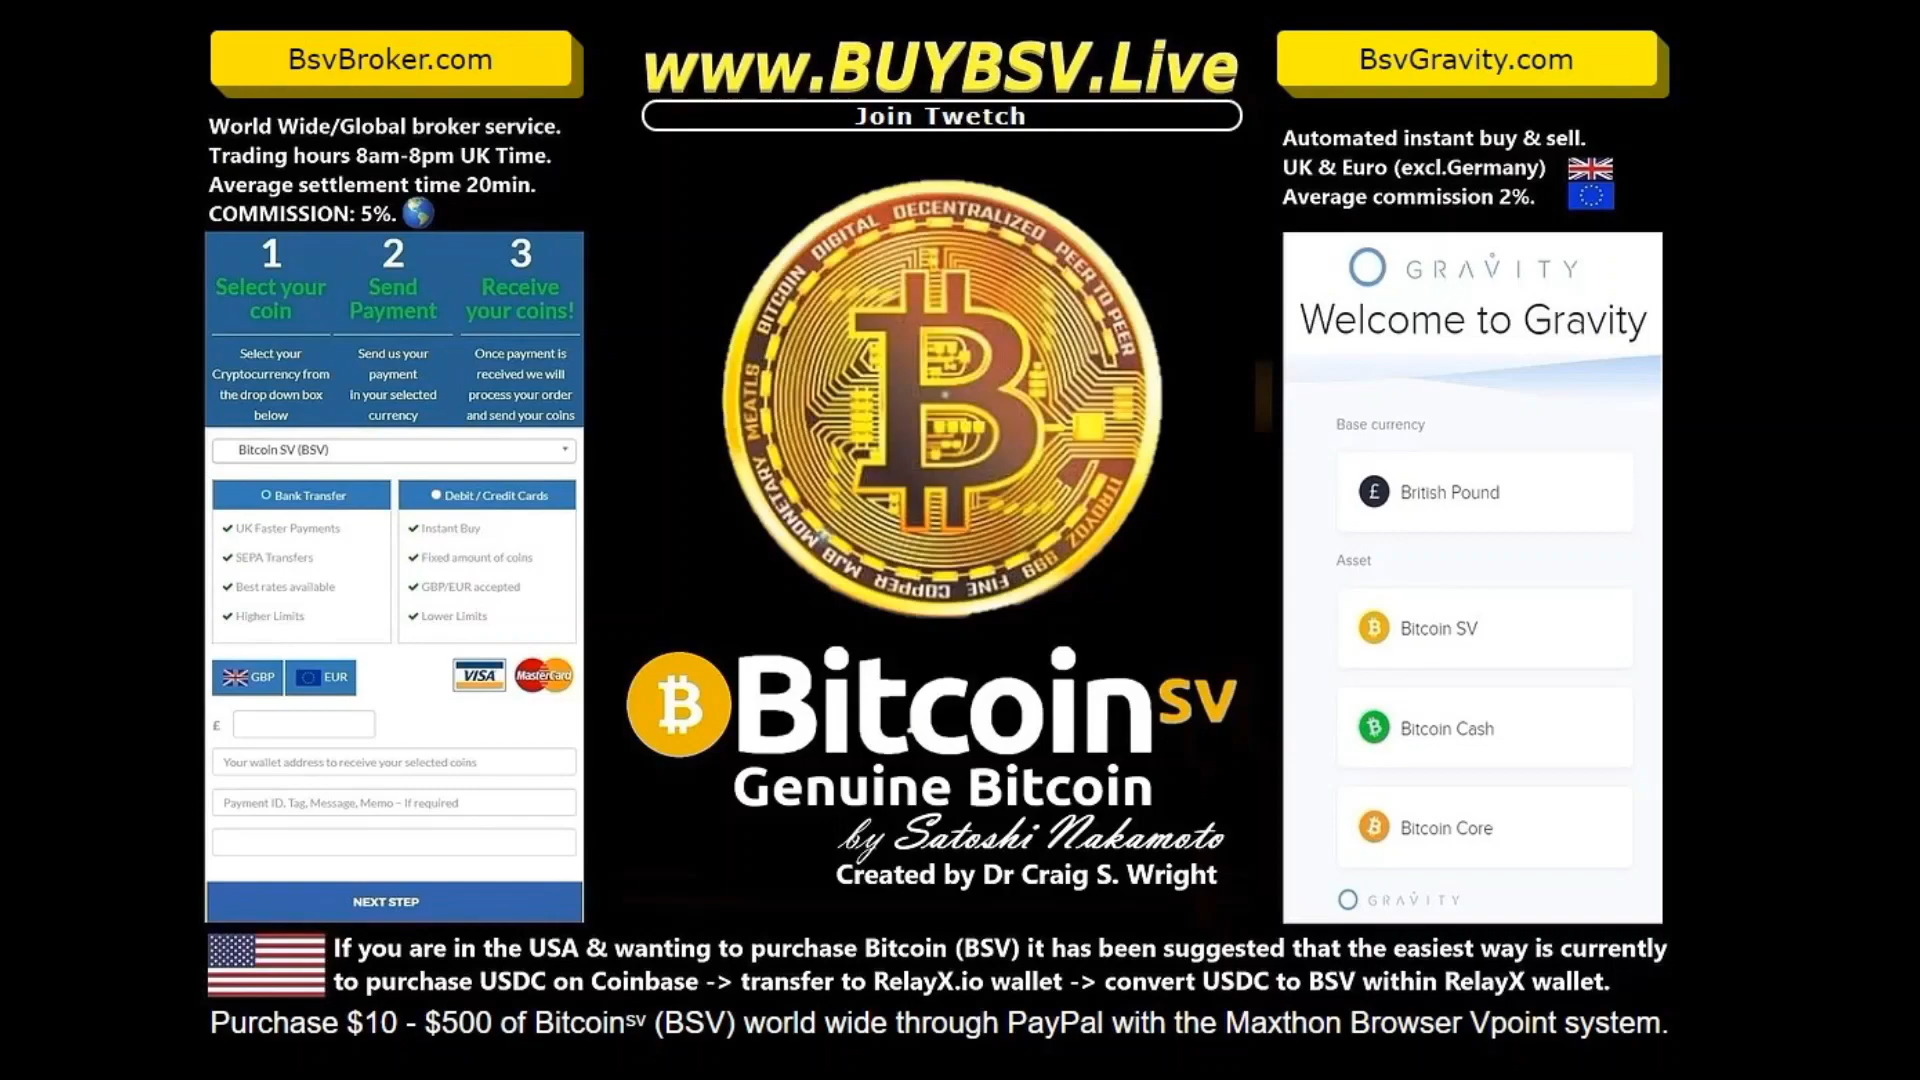 BsvBroker.com
World Wide/Global broker service.
Trading hours 8am-8pm UK Time.
Average settlement time 20min.
COMMISSION: 5%.
1
Select your
coin
Select your
Cryptocurrency from
the drop down box
below
2
Send
Payment
Send us your
payment
in your selected
currency
3
Receive
your coins!
Once payment is
received we will
process your order
and send your coins
Bitcoin SV (BSV)
Bank Transfer
UK Faster Payments
SEPA Transfers
Best rates available
Higher Limits
Debit / Credit Cards
Instant Buy
Fixed amount of coins
GBP/EUR accepted
Lower Limits
GBP
EUR
VISA
MasterCard
£
Your wallet address to receive your selected coins
Payment ID, Tag, Message, Memo – If required
NEXT STEP
www.BUYBSV.Live
Join Twetch
BITCOIN DIGITAL DECENTRALIZED PEER TO PEER
MJB MONETARY MEATLS
COPPER
1 AVDP OZ 999 FINE
Bitcoin SV
Genuine Bitcoin
by Satoshi Nakamoto
Created by Dr Craig S. Wright
BsvGravity.com
Automated instant buy & sell.
UK & Euro (excl.Germany)
Average commission 2%.
GRAVITY
Welcome to Gravity
Base currency
£ British Pound
Asset
Bitcoin SV
Bitcoin Cash
Bitcoin Core
GRAVITY
If you are in the USA & wanting to purchase Bitcoin (BSV) it has been suggested that the easiest way is currently
to purchase USDC on Coinbase -> transfer to RelayX.io wallet -> convert USDC to BSV within RelayX wallet.
Purchase $10 - $500 of Bitcoinsv (BSV) world wide through PayPal with the Maxthon Browser Vpoint system.